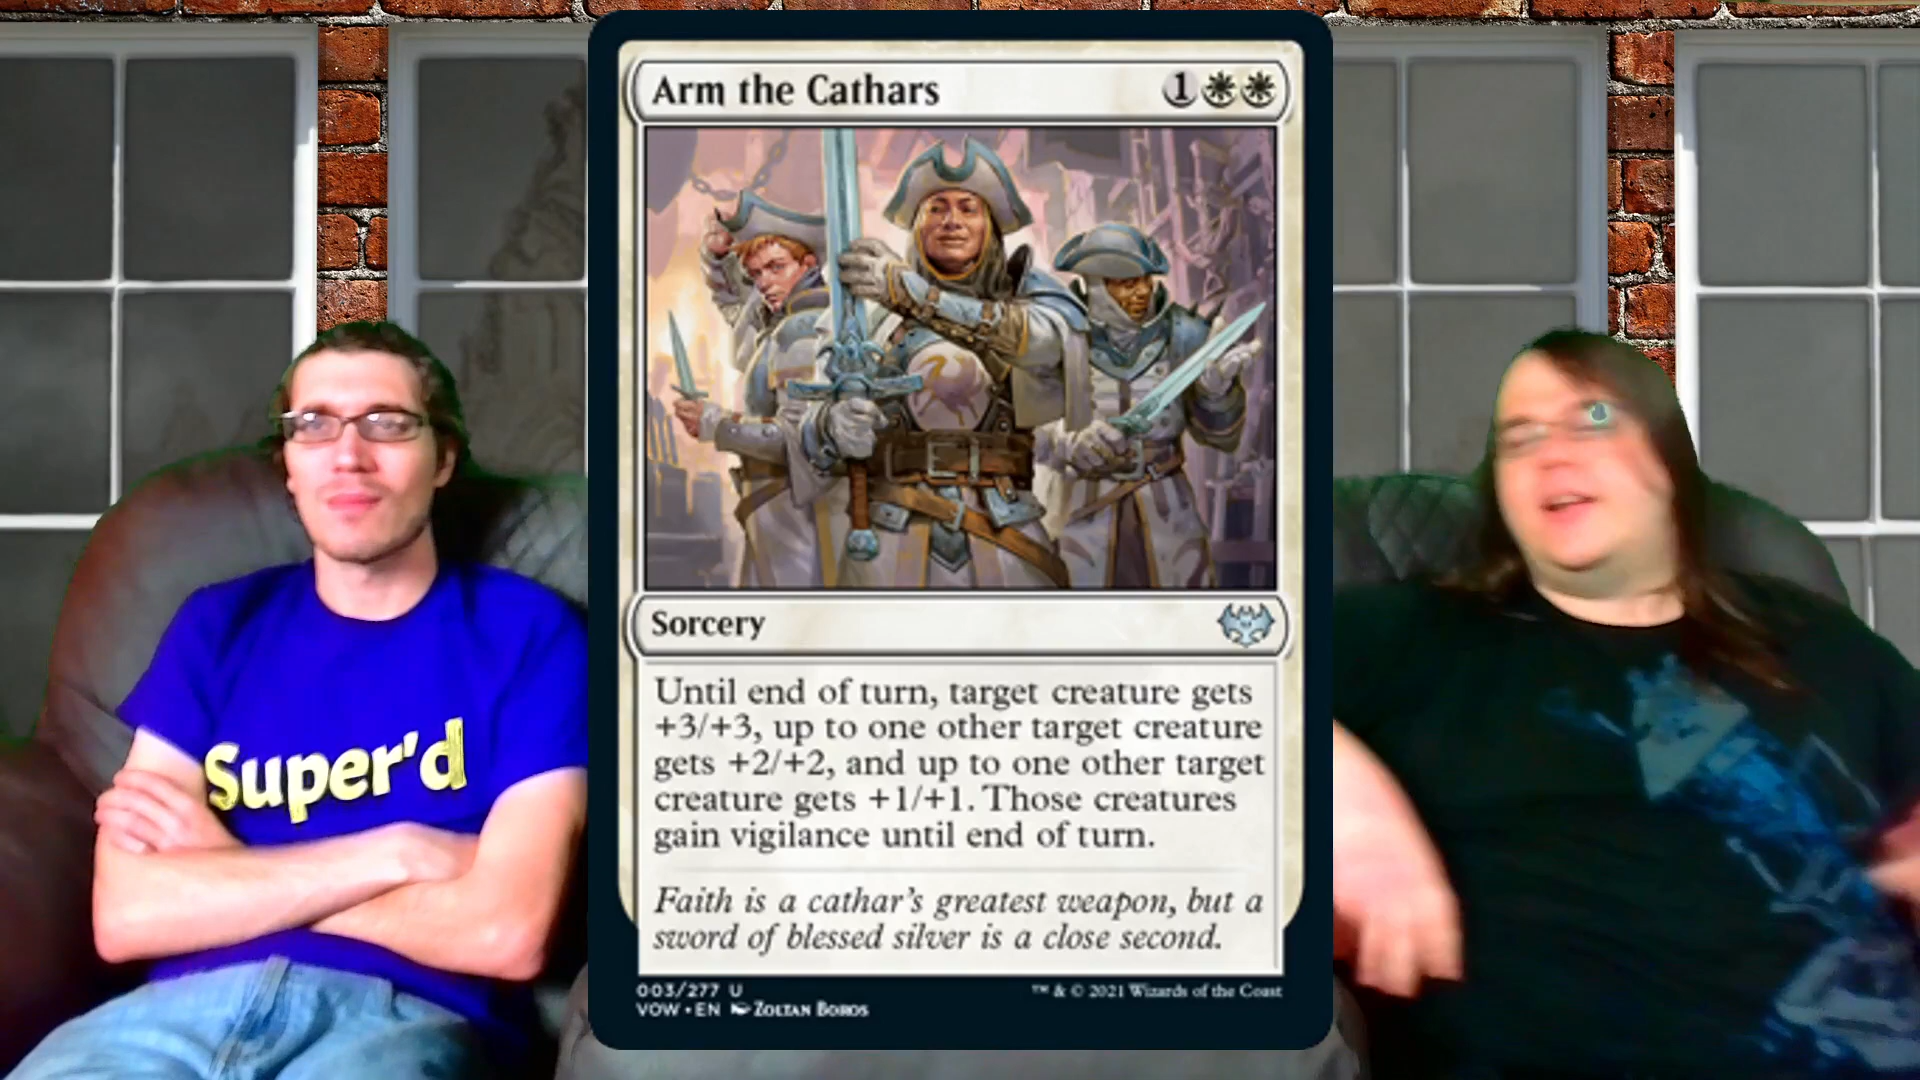 Arm the Cathars 1
Sorcery
Until end of turn, target creature gets
+3/+3, up to one other target creature
gets +2/+2, and up to one other target
creature gets +1/+1. Those creatures
gain vigilance until end of turn.
Faith is a cathar's greatest weapon, but a
sword of blessed silver is a close second.
003/277 U
VOW • EN Zoltan Boros
™ & © 2021 Wizards of the Coast
Super'd